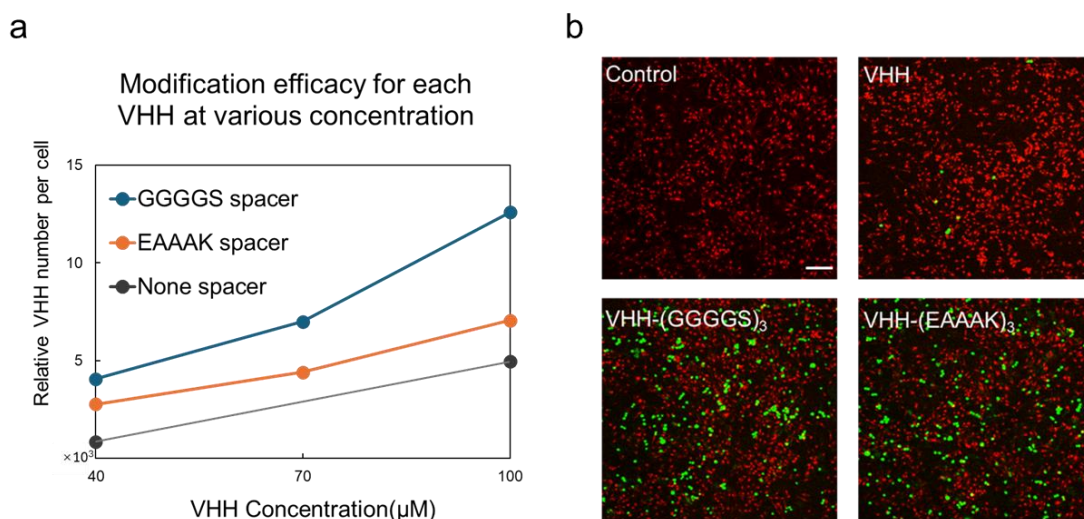 a
Modification efficacy for each
VHH at various concentration
Relative VHH number per cell
15
10
5
×10³
GGGGS spacer
EAAAK spacer
None spacer
40
70
100
VHH Concentration(μM)
b
Control
VHH
VHH-(GGGGS)₃
VHH-(EAAAK)₃